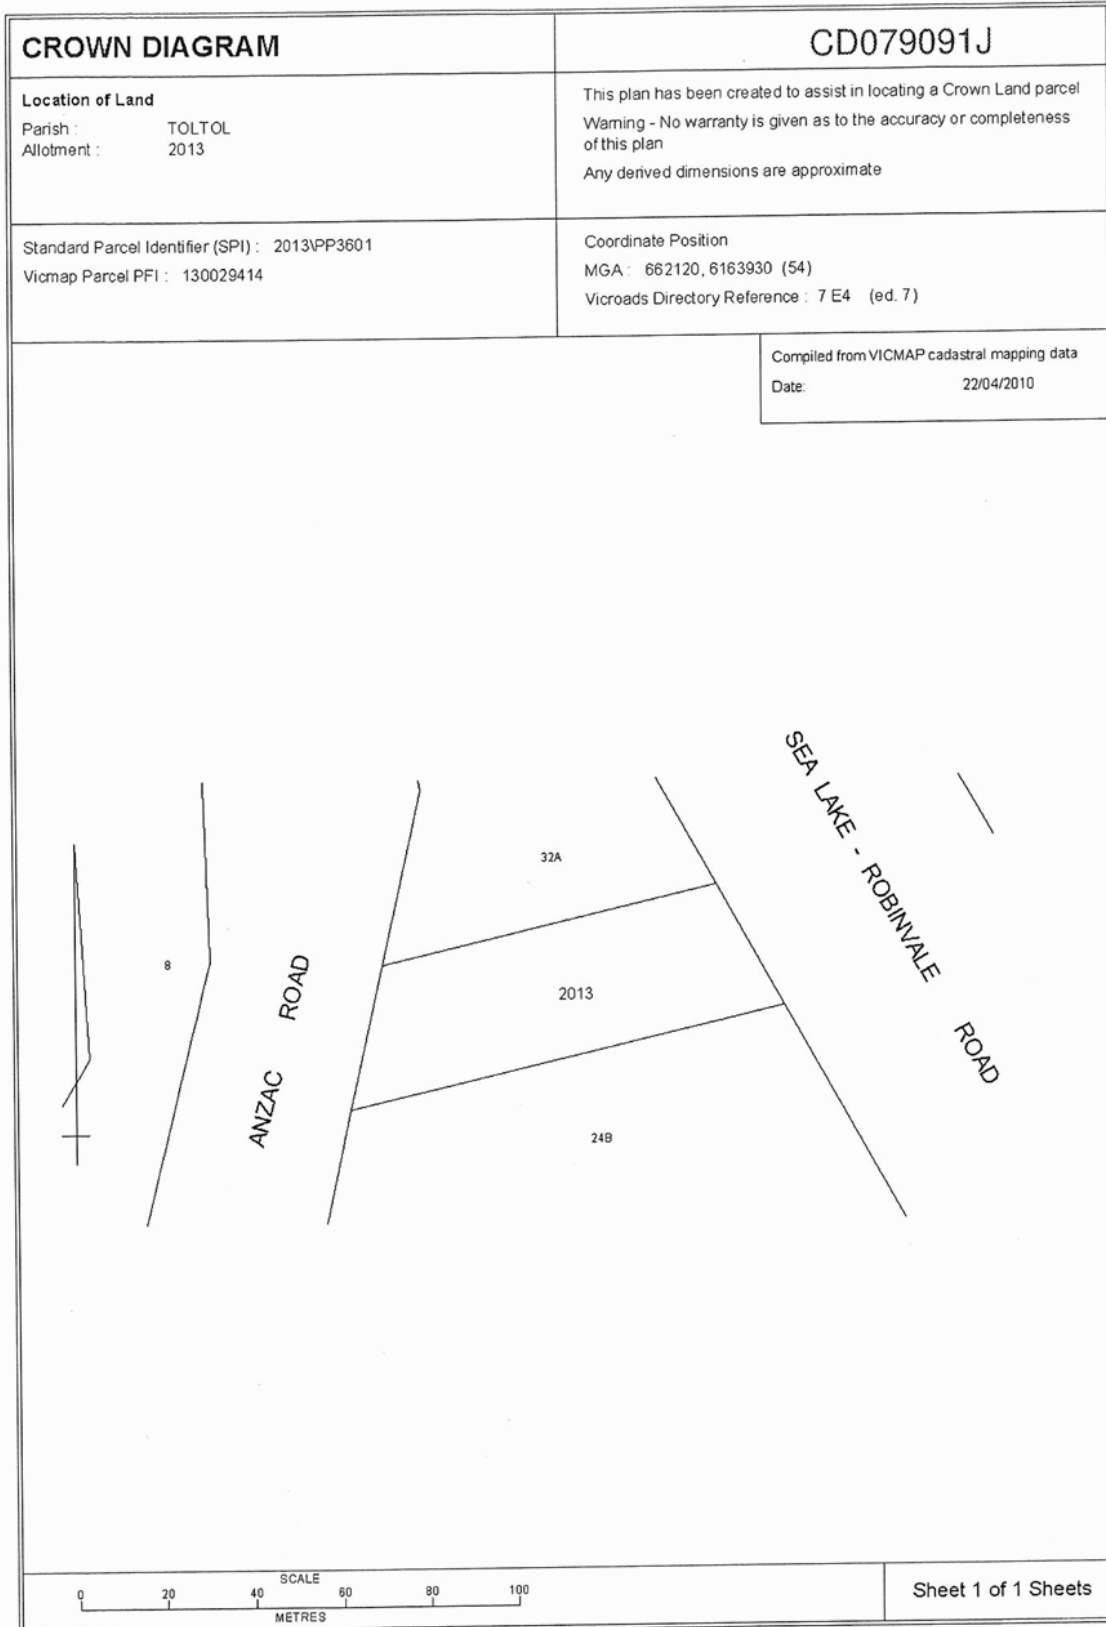 CROWN DIAGRAM
CD079091J
Location of Land
Parish : TOLTOL
Allotment : 2013
This plan has been created to assist in locating a Crown Land parcel
Warning - No warranty is given as to the accuracy or completeness
of this plan
Any derived dimensions are approximate
Standard Parcel Identifier (SPI) : 2013\PP3601
Vicmap Parcel PFI : 130029414
Coordinate Position
MGA : 662120, 6163930 (54)
Vicroads Directory Reference : 7 E4 (ed. 7)
Compiled from VICMAP cadastral mapping data
Date: 22/04/2010
SEA LAKE - ROBINVALE ROAD
32A
8
ANZAC ROAD
2013
24B
SCALE
0 20 40 60 80 100
METRES
Sheet 1 of 1 Sheets